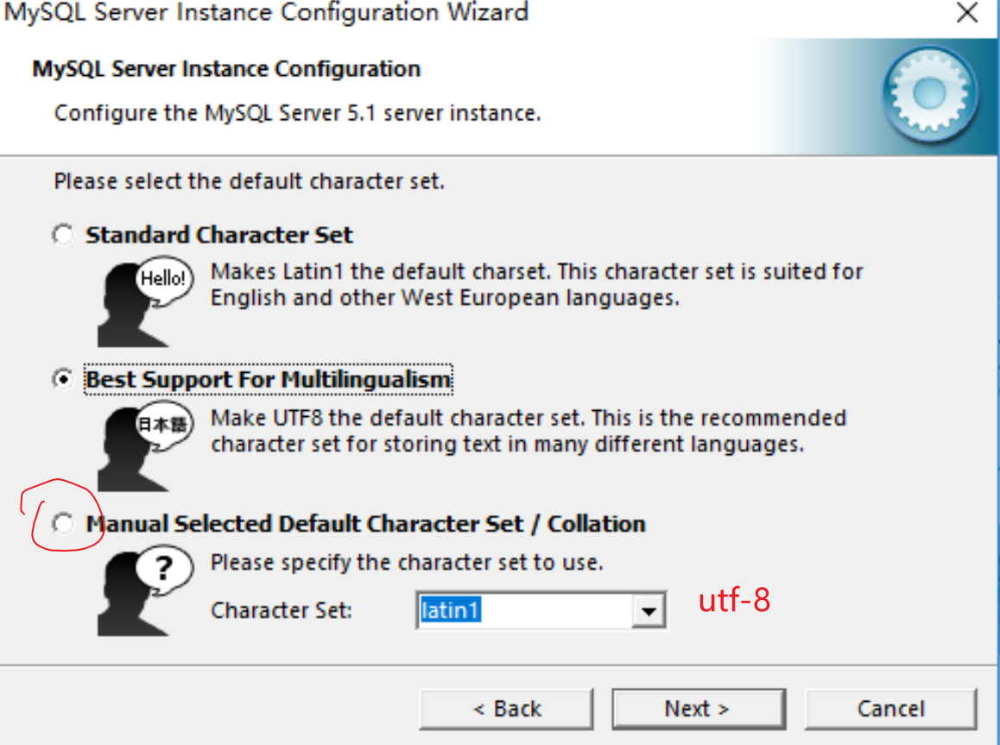 MySQL Server Instance Configuration Wizard
MySQL Server Instance Configuration
Configure the MySQL Server 5.1 server instance.
Please select the default character set.
Standard Character Set
Hello!
Makes Latin1 the default charset. This character set is suited for
English and other West European languages.
Best Support For Multilingualism
日本語
Make UTF8 the default character set. This is the recommended
character set for storing text in many different languages.
Manual Selected Default Character Set / Collation
?
Please specify the character set to use.
Character Set: latin1 utf-8
< Back Next > Cancel